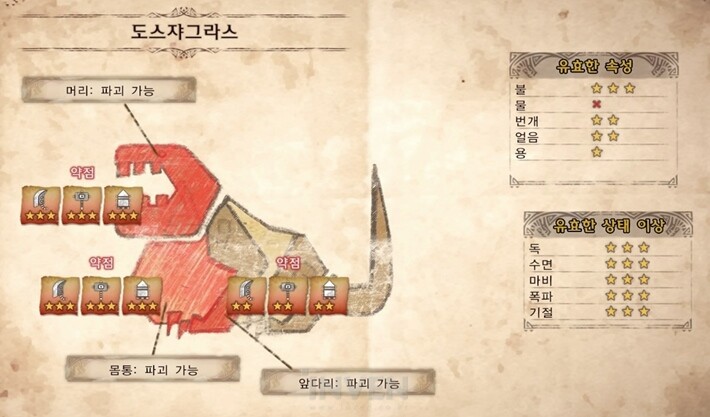 도스쟈그라스
머리: 파괴 가능
약점
약점
약점
몸통: 파괴 가능
앞다리: 파괴 가능
유효한 속성
불
물
번개
얼음
용
유효한 상태 이상
독
수면
마비
폭파
기절